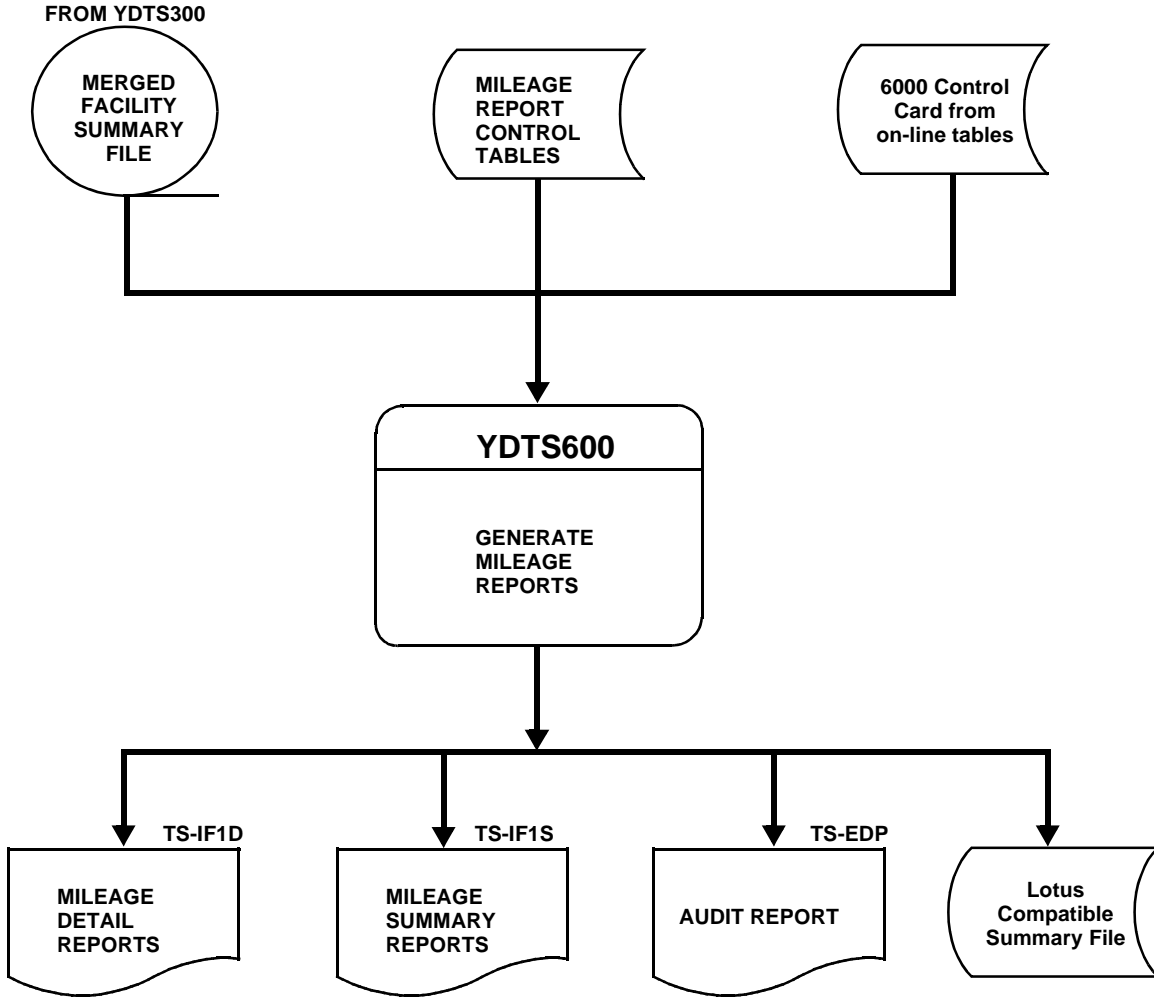 FROM YDTS300
MERGED
FACILITY
SUMMARY
FILE
MILEAGE
REPORT
CONTROL
TABLES
6000 Control
Card from
on-line tables
YDTS600
GENERATE
MILEAGE
REPORTS
TS-IF1D
MILEAGE
DETAIL
REPORTS
TS-IF1S
MILEAGE
SUMMARY
REPORTS
TS-EDP
AUDIT REPORT
Lotus
Compatible
Summary File